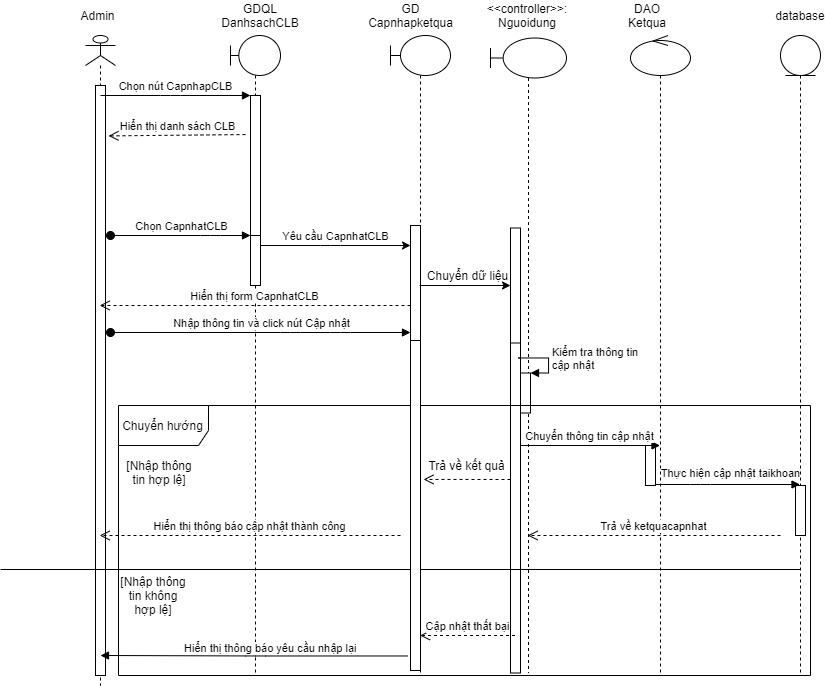 Admin
GDQL
DanhsachCLB
GD
Capnhapketqua
<<controller>>:
Nguoidung
DAO
Ketqua
database
Chọn nút CapnhapCLB
Hiển thị danh sách CLB
Chọn CapnhatCLB
Yêu cầu CapnhatCLB
Chuyển dữ liệu
Hiển thị form CapnhatCLB
Nhập thông tin và click nút Cập nhật
Kiểm tra thông tin
cập nhật
Chuyển hướng
Chuyển thông tin cập nhật
[Nhập thông
tin hợp lệ]
Trả về kết quả
Thực hiện cập nhật taikhoan
Hiển thị thông báo cập nhật thành công
Trả về ketquacapnhat
[Nhập thông
tin không
hợp lệ]
Cập nhât thất bại
Hiển thị thông báo yêu cầu nhập lại